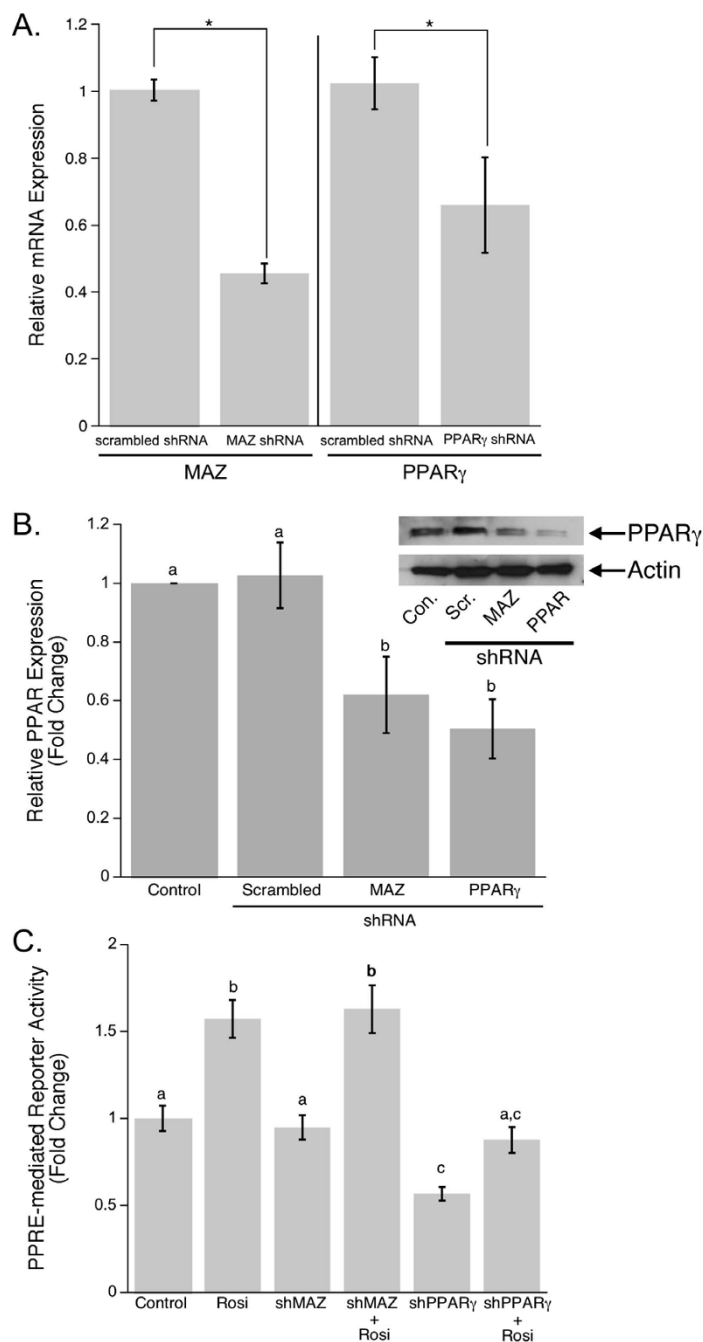 A.
Relative mRNA Expression
1.2
1
0.8
0.6
0.4
0.2
0
*
*
scrambled shRNA
MAZ shRNA
scrambled shRNA
PPARγ shRNA
MAZ
PPARγ
B.
Relative PPAR Expression
(Fold Change)
1.2
1
0.8
0.6
0.4
0.2
0
a
a
b
b
PPARγ
Actin
Con.
Scr.
MAZ
PPAR
shRNA
Control
Scrambled
MAZ
PPARγ
shRNA
C.
PPRE-mediated Reporter Activity
(Fold Change)
2
1.5
1
0.5
0
a
b
a
b
c
a,c
Control
Rosi
shMAZ
shMAZ
+
Rosi
shPPARγ
shPPARγ
+
Rosi